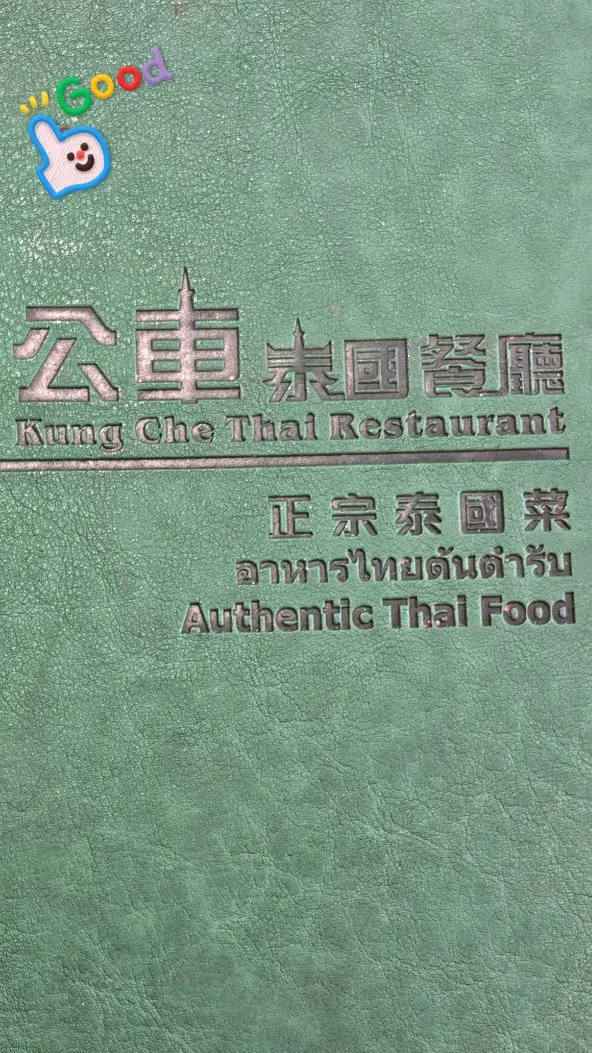 Good
公車 泰國餐廳
Kung Che Thai Restaurant
正宗泰國菜
อาหารไทยต้นตำรับ
Authentic Thai Food